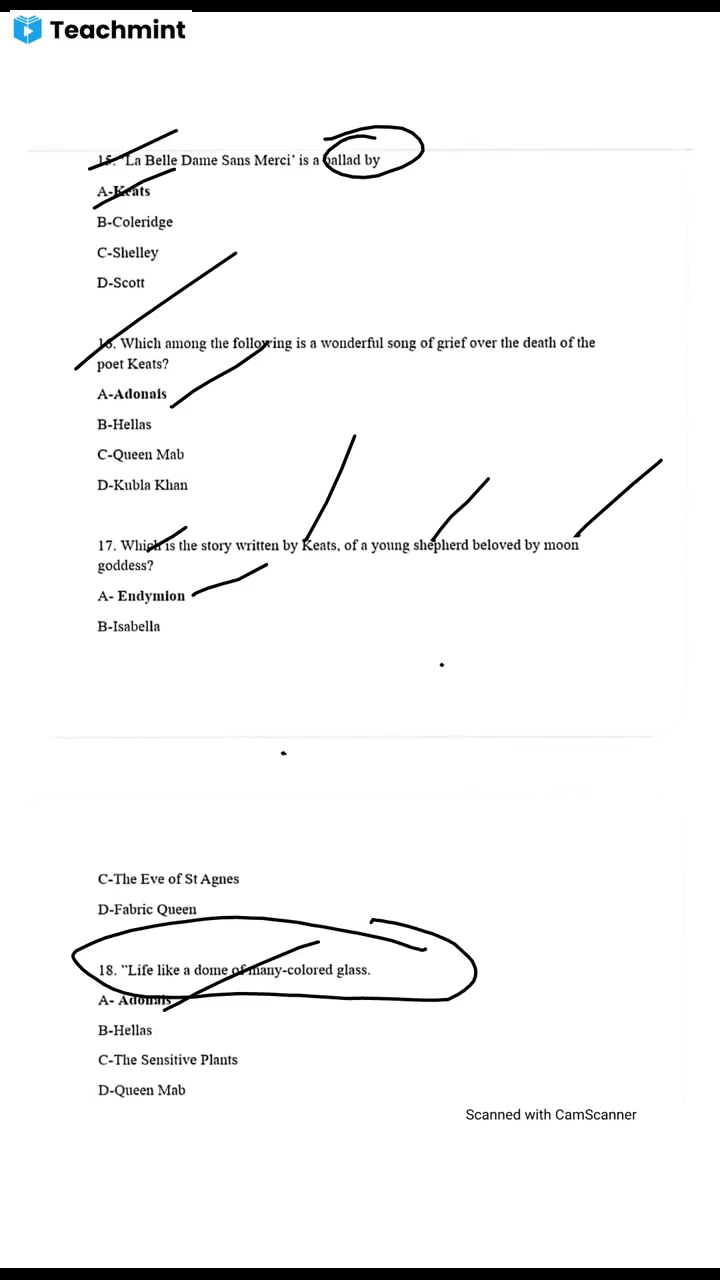 Teachmint
15. 'La Belle Dame Sans Merci' is a ballad by
A-Keats
B-Coleridge
C-Shelley
D-Scott
16. Which among the following is a wonderful song of grief over the death of the
poet Keats?
A-Adonais
B-Hellas
C-Queen Mab
D-Kubla Khan
17. Which is the story written by Keats, of a young shepherd beloved by moon
goddess?
A- Endymion
B-Isabella
C-The Eve of St Agnes
D-Fabric Queen
18. "Life like a dome of many-colored glass.
A- Adonais
B-Hellas
C-The Sensitive Plants
D-Queen Mab
Scanned with CamScanner